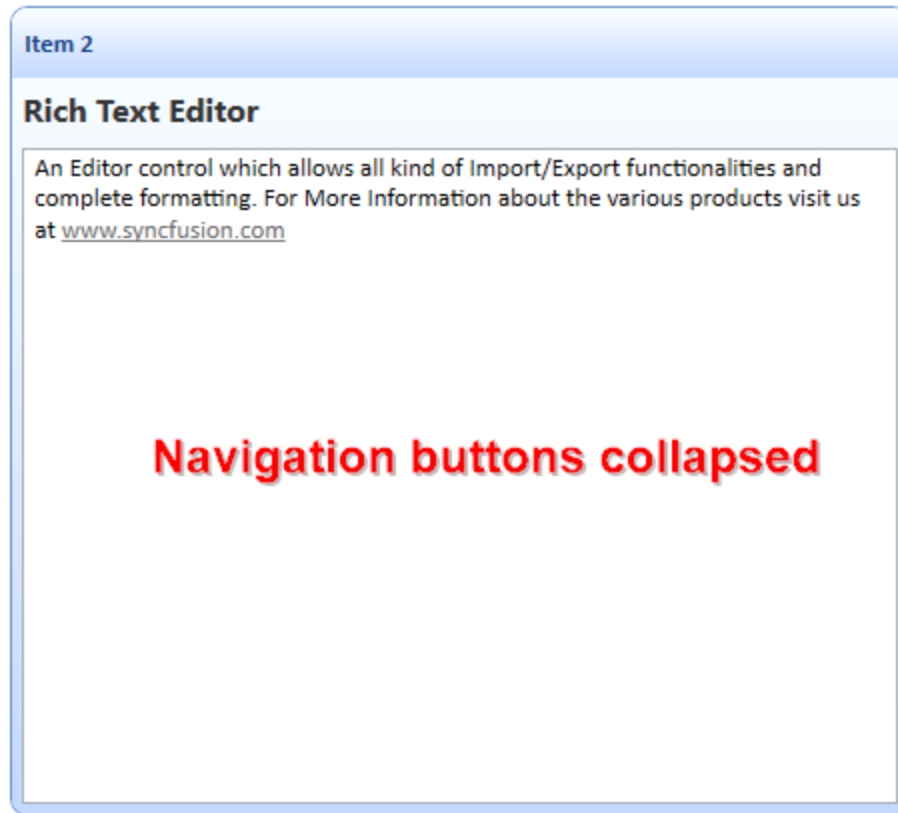 Item 2
Rich Text Editor
An Editor control which allows all kind of Import/Export functionalities and
complete formatting. For More Information about the various products visit us
at www.syncfusion.com
Navigation buttons collapsed